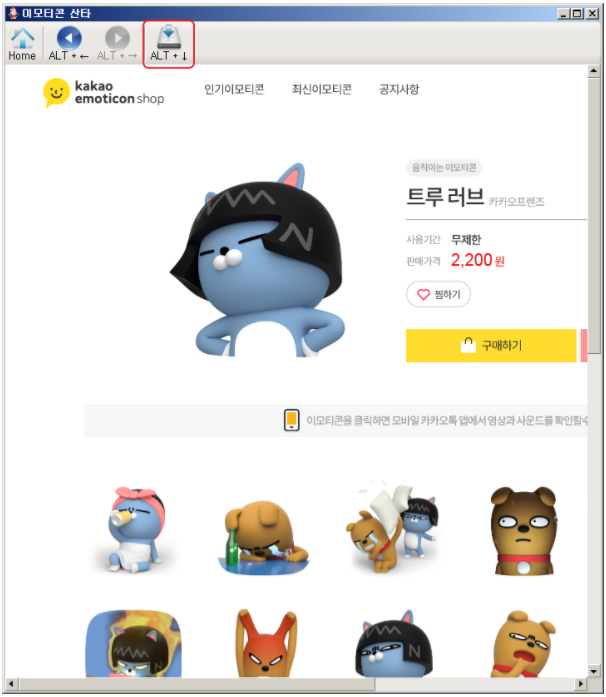 이모티콘 산타
Home
ALT + ←
ALT + →
ALT + ↓
kakao
emoticon shop
인기이모티콘
최신이모티콘
공지사항
움직이는 이모티콘
트루 러브 카카오프렌즈
사용기간 무제한
판매가격 2,200 원
찜하기
구매하기
이모티콘을 클릭하면 모바일 카카오톡 앱에서 영상과 사운드를 확인할수
N
N
N